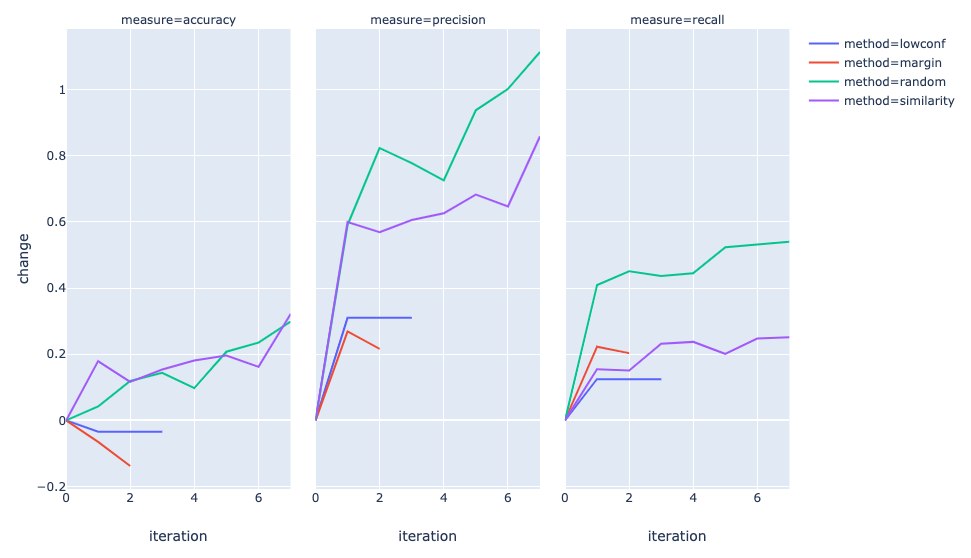 measure=accuracy
measure=precision
measure=recall
method=lowconf
method=margin
method=random
method=similarity
change
1
0.8
0.6
0.4
0.2
0
−0.2
0 2 4 6
0 2 4 6
0 2 4 6
iteration
iteration
iteration